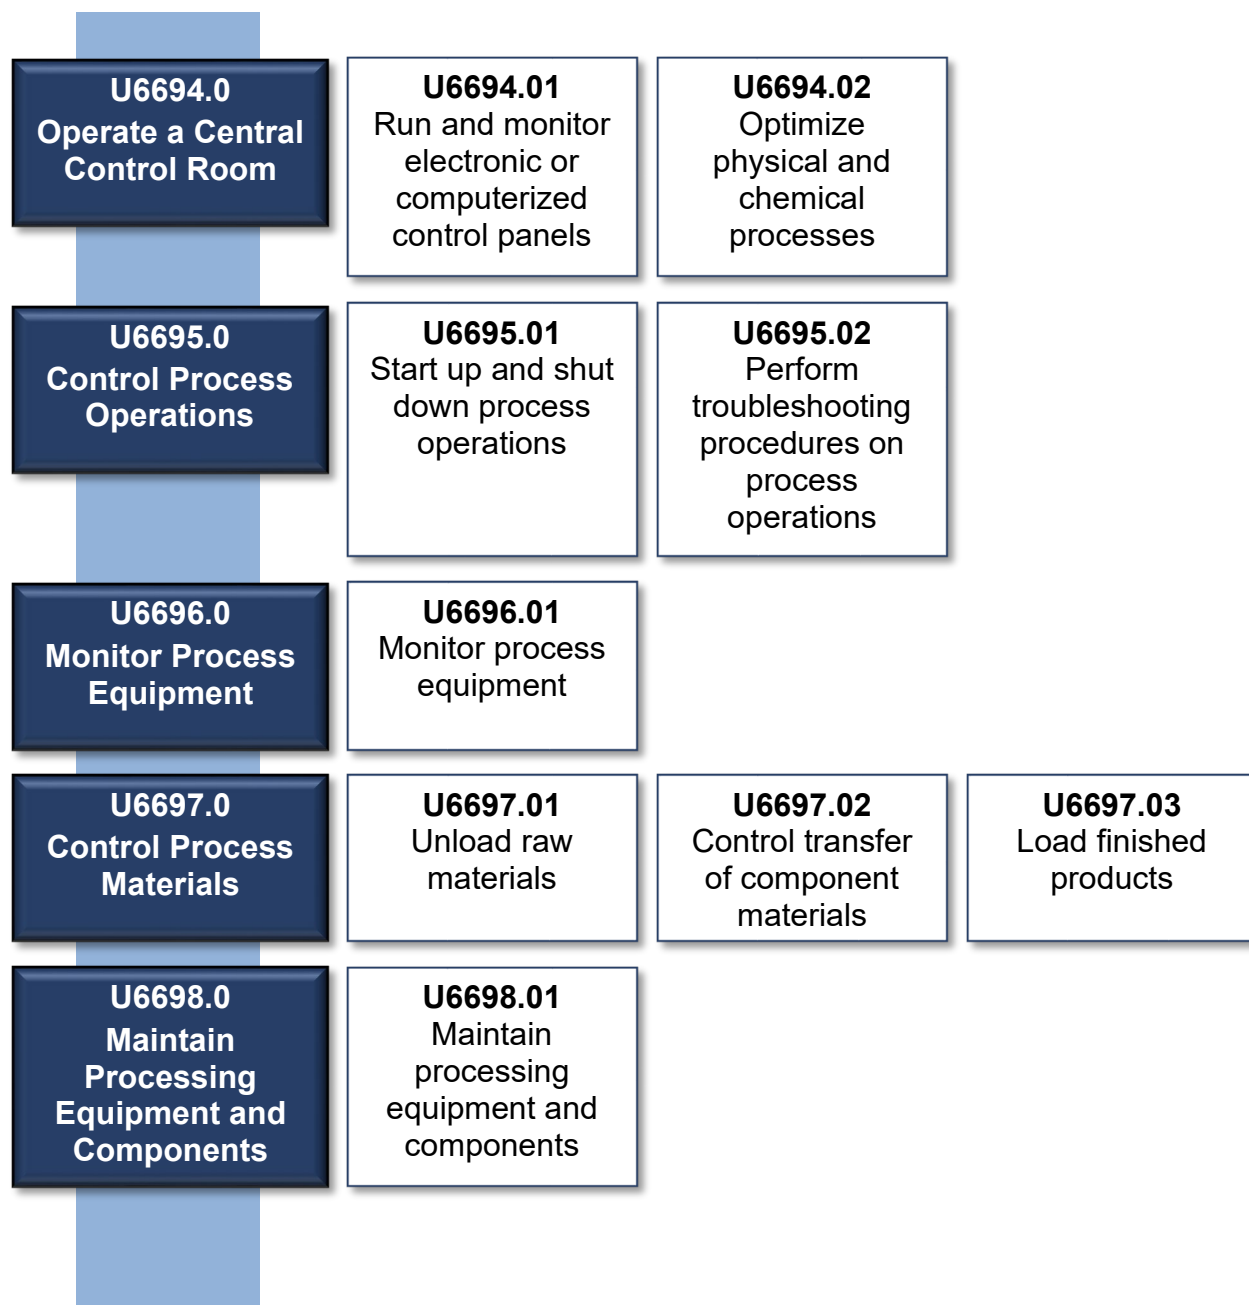 U6694.0
Operate a Central
Control Room
U6694.01
Run and monitor
electronic or
computerized
control panels
U6694.02
Optimize
physical and
chemical
processes
U6695.0
Control Process
Operations
U6695.01
Start up and shut
down process
operations
U6695.02
Perform
troubleshooting
procedures on
process
operations
U6696.0
Monitor Process
Equipment
U6696.01
Monitor process
equipment
U6697.0
Control Process
Materials
U6697.01
Unload raw
materials
U6697.02
Control transfer
of component
materials
U6697.03
Load finished
products
U6698.0
Maintain
Processing
Equipment and
Components
U6698.01
Maintain
processing
equipment and
components